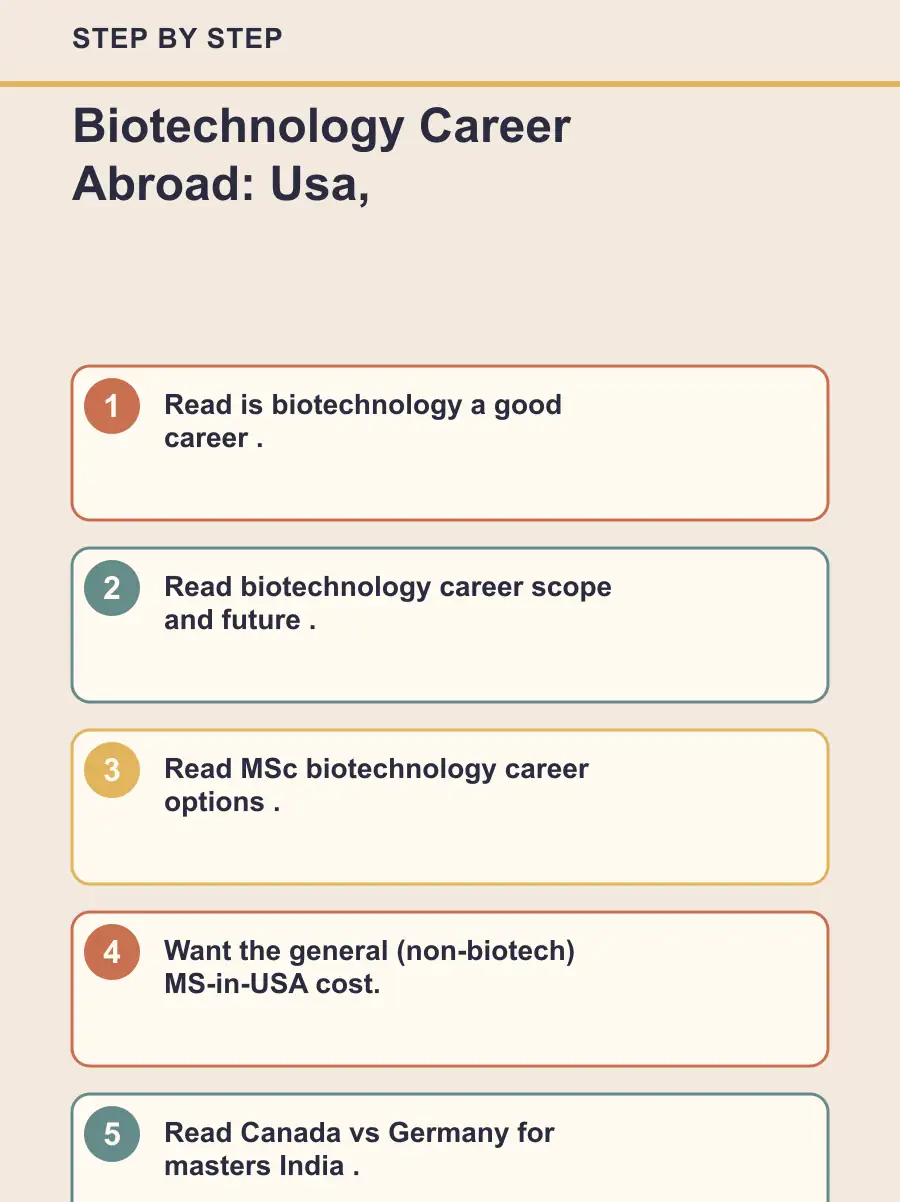 STEP BY STEP
Biotechnology Career
Abroad: Usa,
1
Read is biotechnology a good
career .
2
Read biotechnology career scope
and future .
3
Read MSc biotechnology career
options .
4
Want the general (non-biotech)
MS-in-USA cost.
5
Read Canada vs Germany for
masters India .